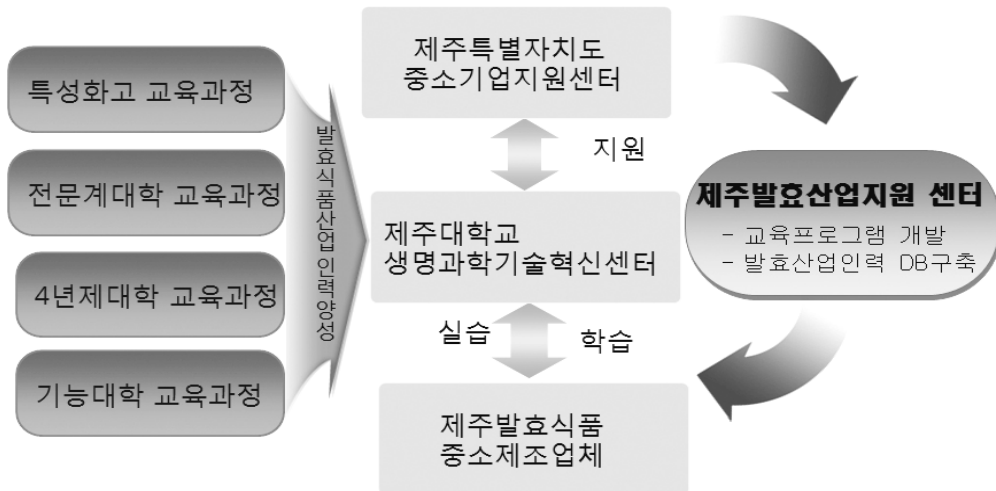 특성화고 교육과정
전문계대학 교육과정
4년제대학 교육과정
기능대학 교육과정
발효식품산업 인력양성
제주특별자치도
중소기업지원센터
지원
제주대학교
생명과학기술혁신센터
실습
학습
제주발효식품
중소제조업체
제주발효산업지원 센터
- 교육프로그램 개발
- 발효산업인력 DB구축